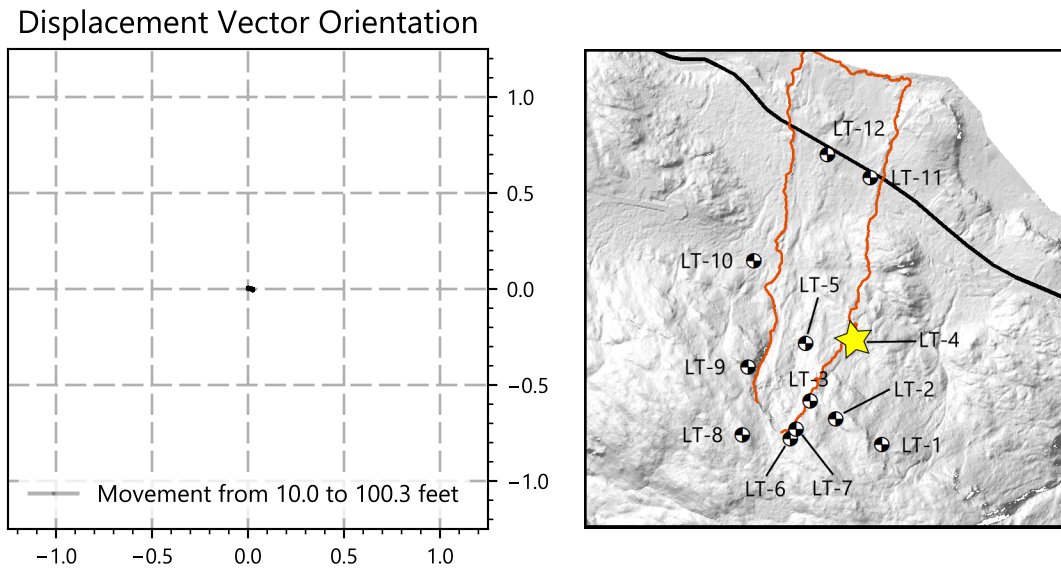 Displacement Vector Orientation
1.0
0.5
0.0
−0.5
−1.0
Movement from 10.0 to 100.3 feet
−1.0 −0.5 0.0 0.5 1.0
LT-12
LT-11
LT-10
LT-5
LT-4
LT-9
LT-3
LT-2
LT-8
LT-1
LT-6 LT-7